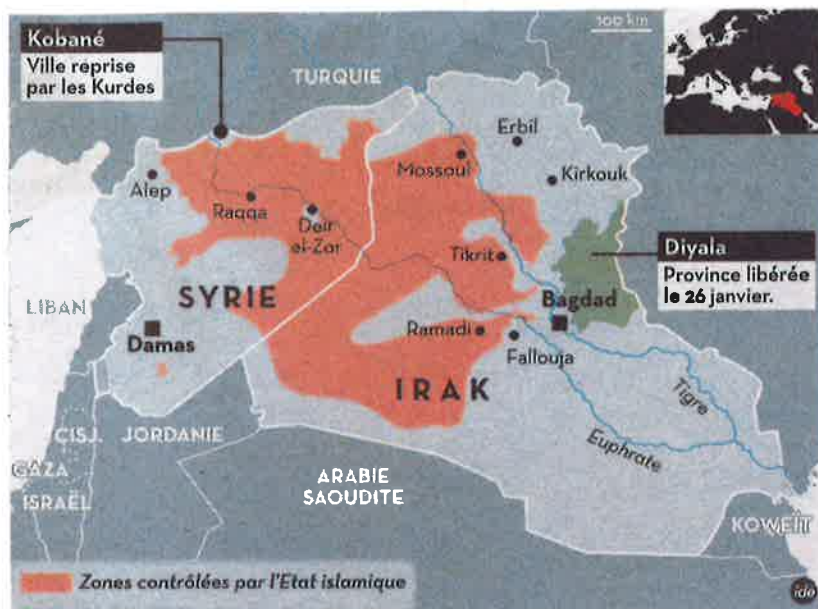 Kobané
Ville reprise
par les Kurdes
100 km
TURQUIE
Erbil
Mossoul
Kirkouk
Alep
Raqqa
Deir
el-Zor
Tikrit
Diyala
Province libérée
le 26 janvier.
SYRIE
Bagdad
LIBAN
Damas
Ramadi
Fallouja
IRAK
Tigre
Euphrate
CISJ.
JORDANIE
GAZA
ISRAËL
ARABIE
SAOUDITE
KOWEÏT
Zones contrôlées par l'Etat islamique
ide